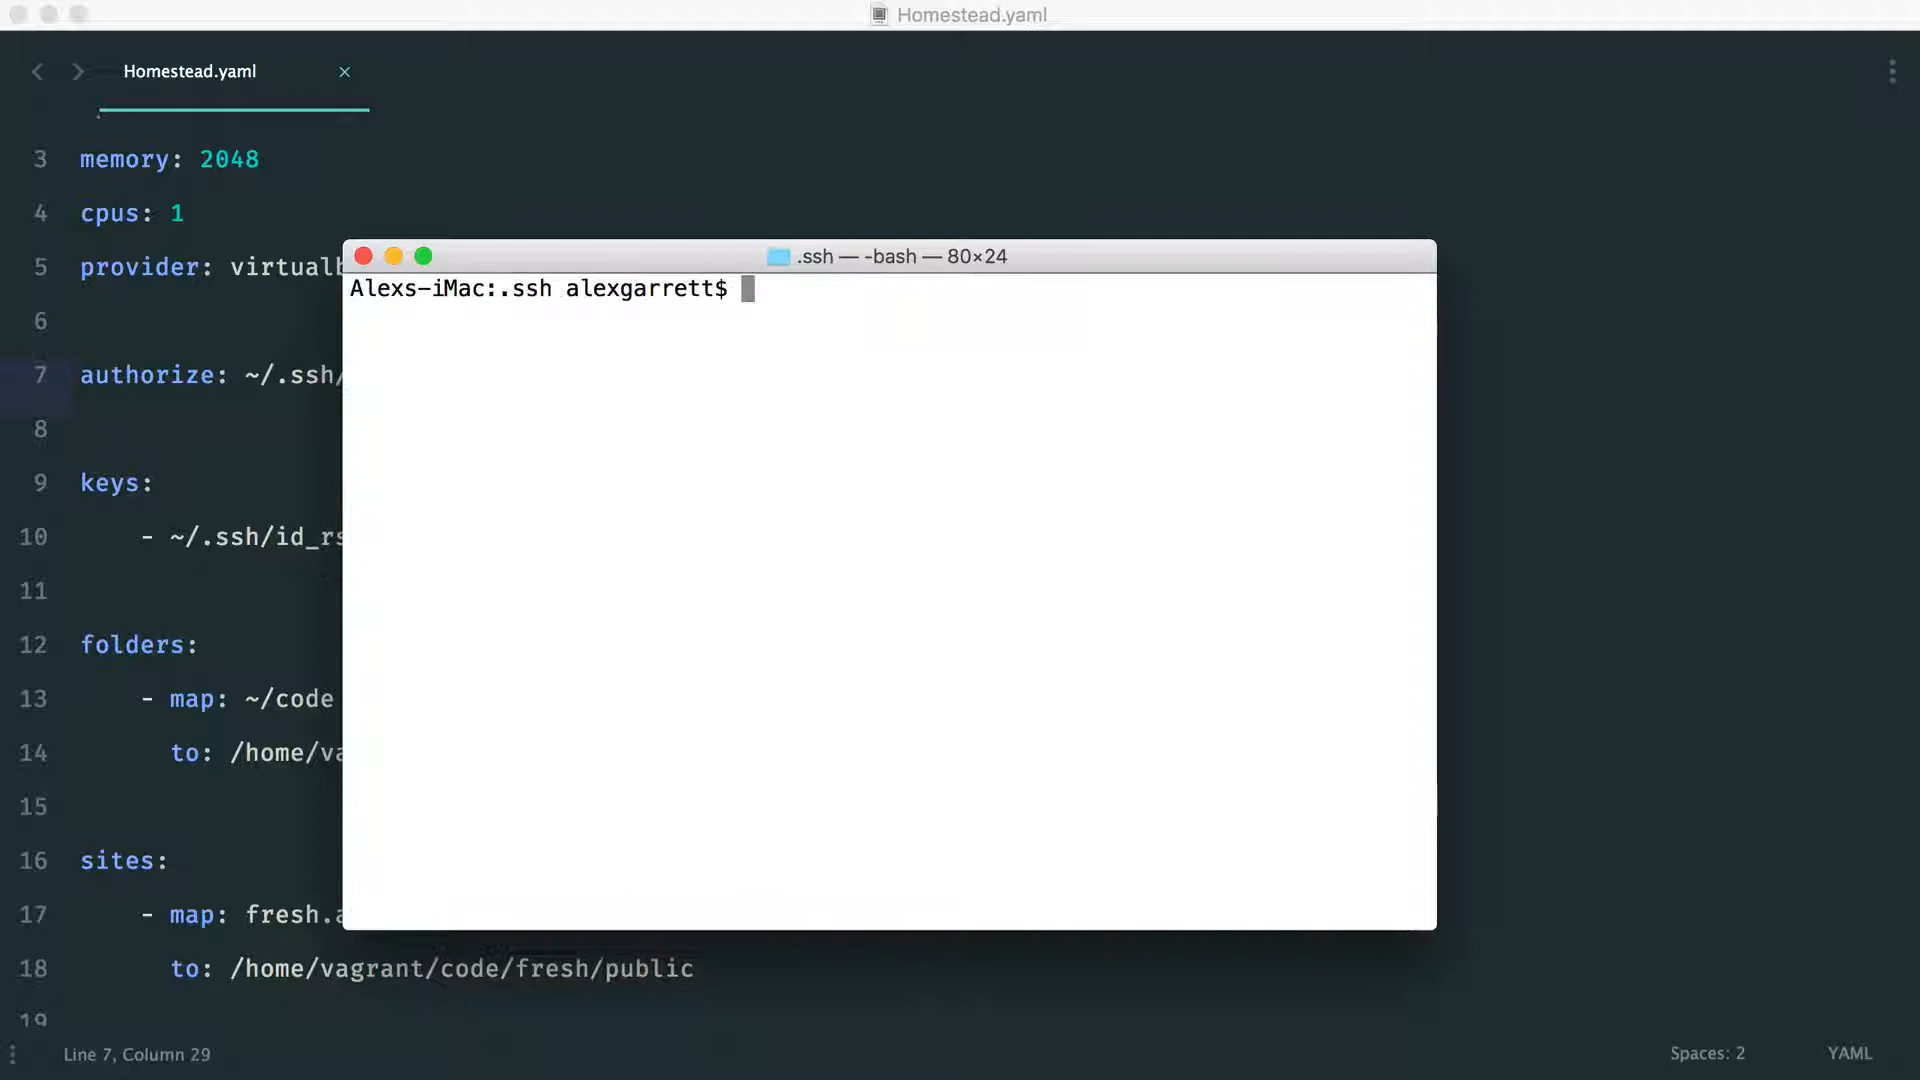 Homestead.yaml
Homestead.yaml
3 memory: 2048
4 cpus: 1
5 provider:
6
7 authorize: ~/.ssh/
8
9 keys:
10 - ~/.ssh/id_rs
11
12 folders:
13 - map: ~/code
14 to: /home/va
15
16 sites:
17 - map: fresh.a
18 to: /home/vagrant/code/fresh/public
19
.ssh — -bash — 80×24
Alexs-iMac:.ssh alexgarrett$
Line 7, Column 29
Spaces: 2
YAML